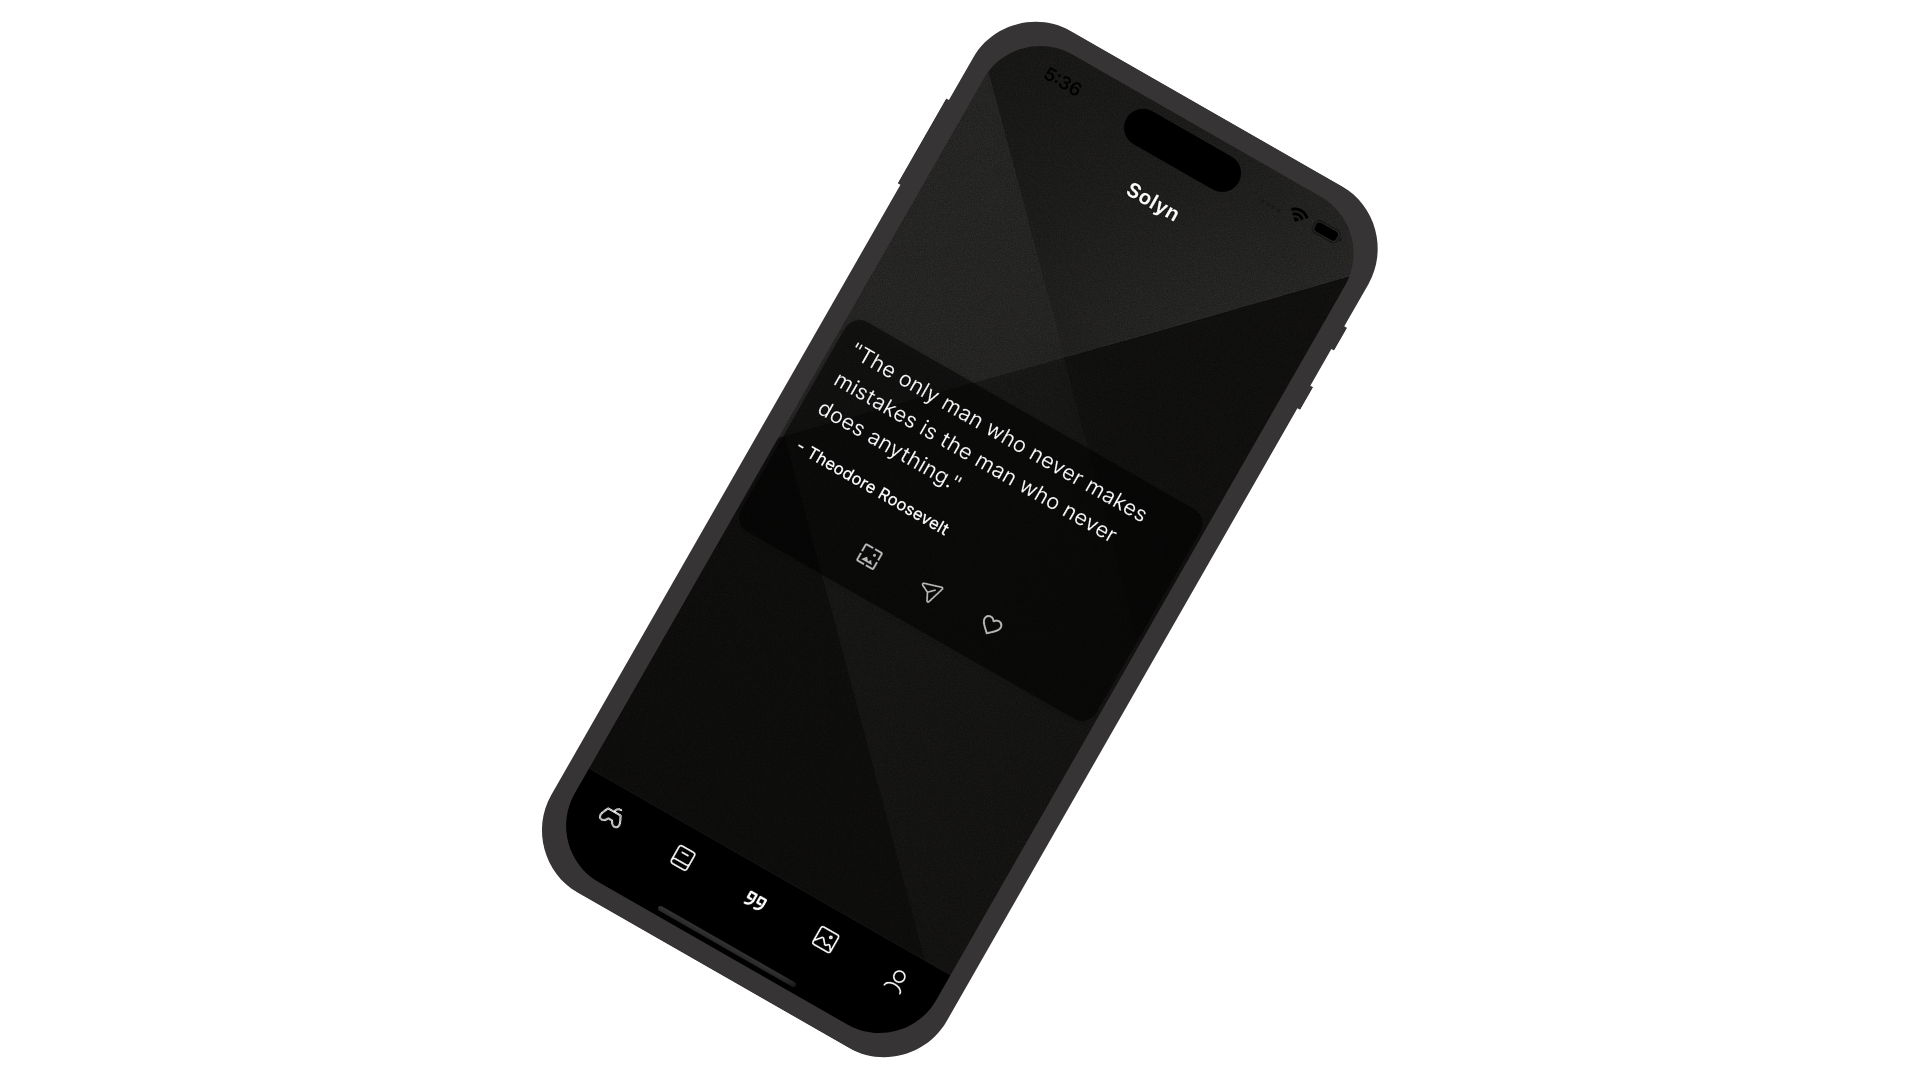 5:36
Solyn
"The only man who never makes
mistakes is the man who never
does anything."
- Theodore Roosevelt